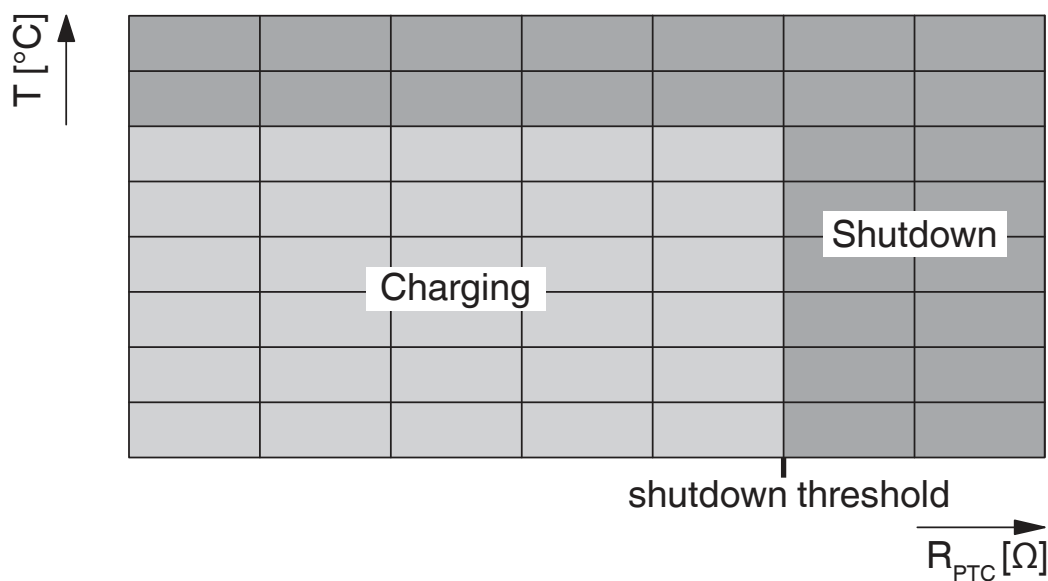 T [°C]
Shutdown
Charging
shutdown threshold
R_PTC [Ω]